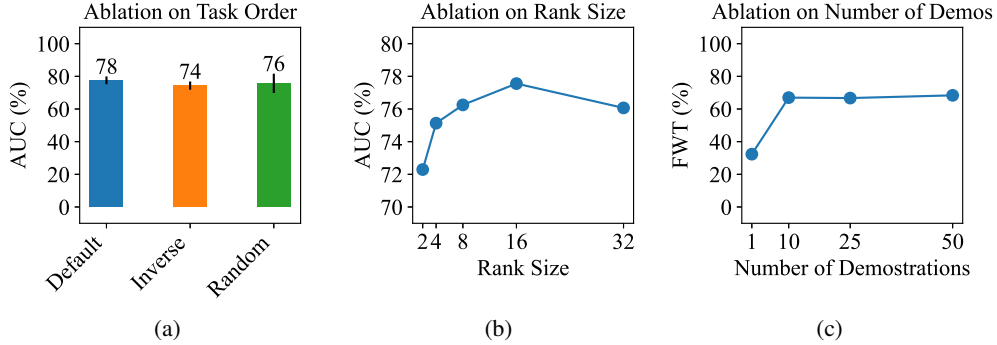 Ablation on Task Order
AUC (%)
100
80
60
40
20
0
78
74
76
Default
Inverse
Random
(a)
Ablation on Rank Size
AUC (%)
80
78
76
74
72
70
2 4 8 16 32
Rank Size
(b)
Ablation on Number of Demos
FWT (%)
100
80
60
40
20
0
1 10 25 50
Number of Demostrations
(c)